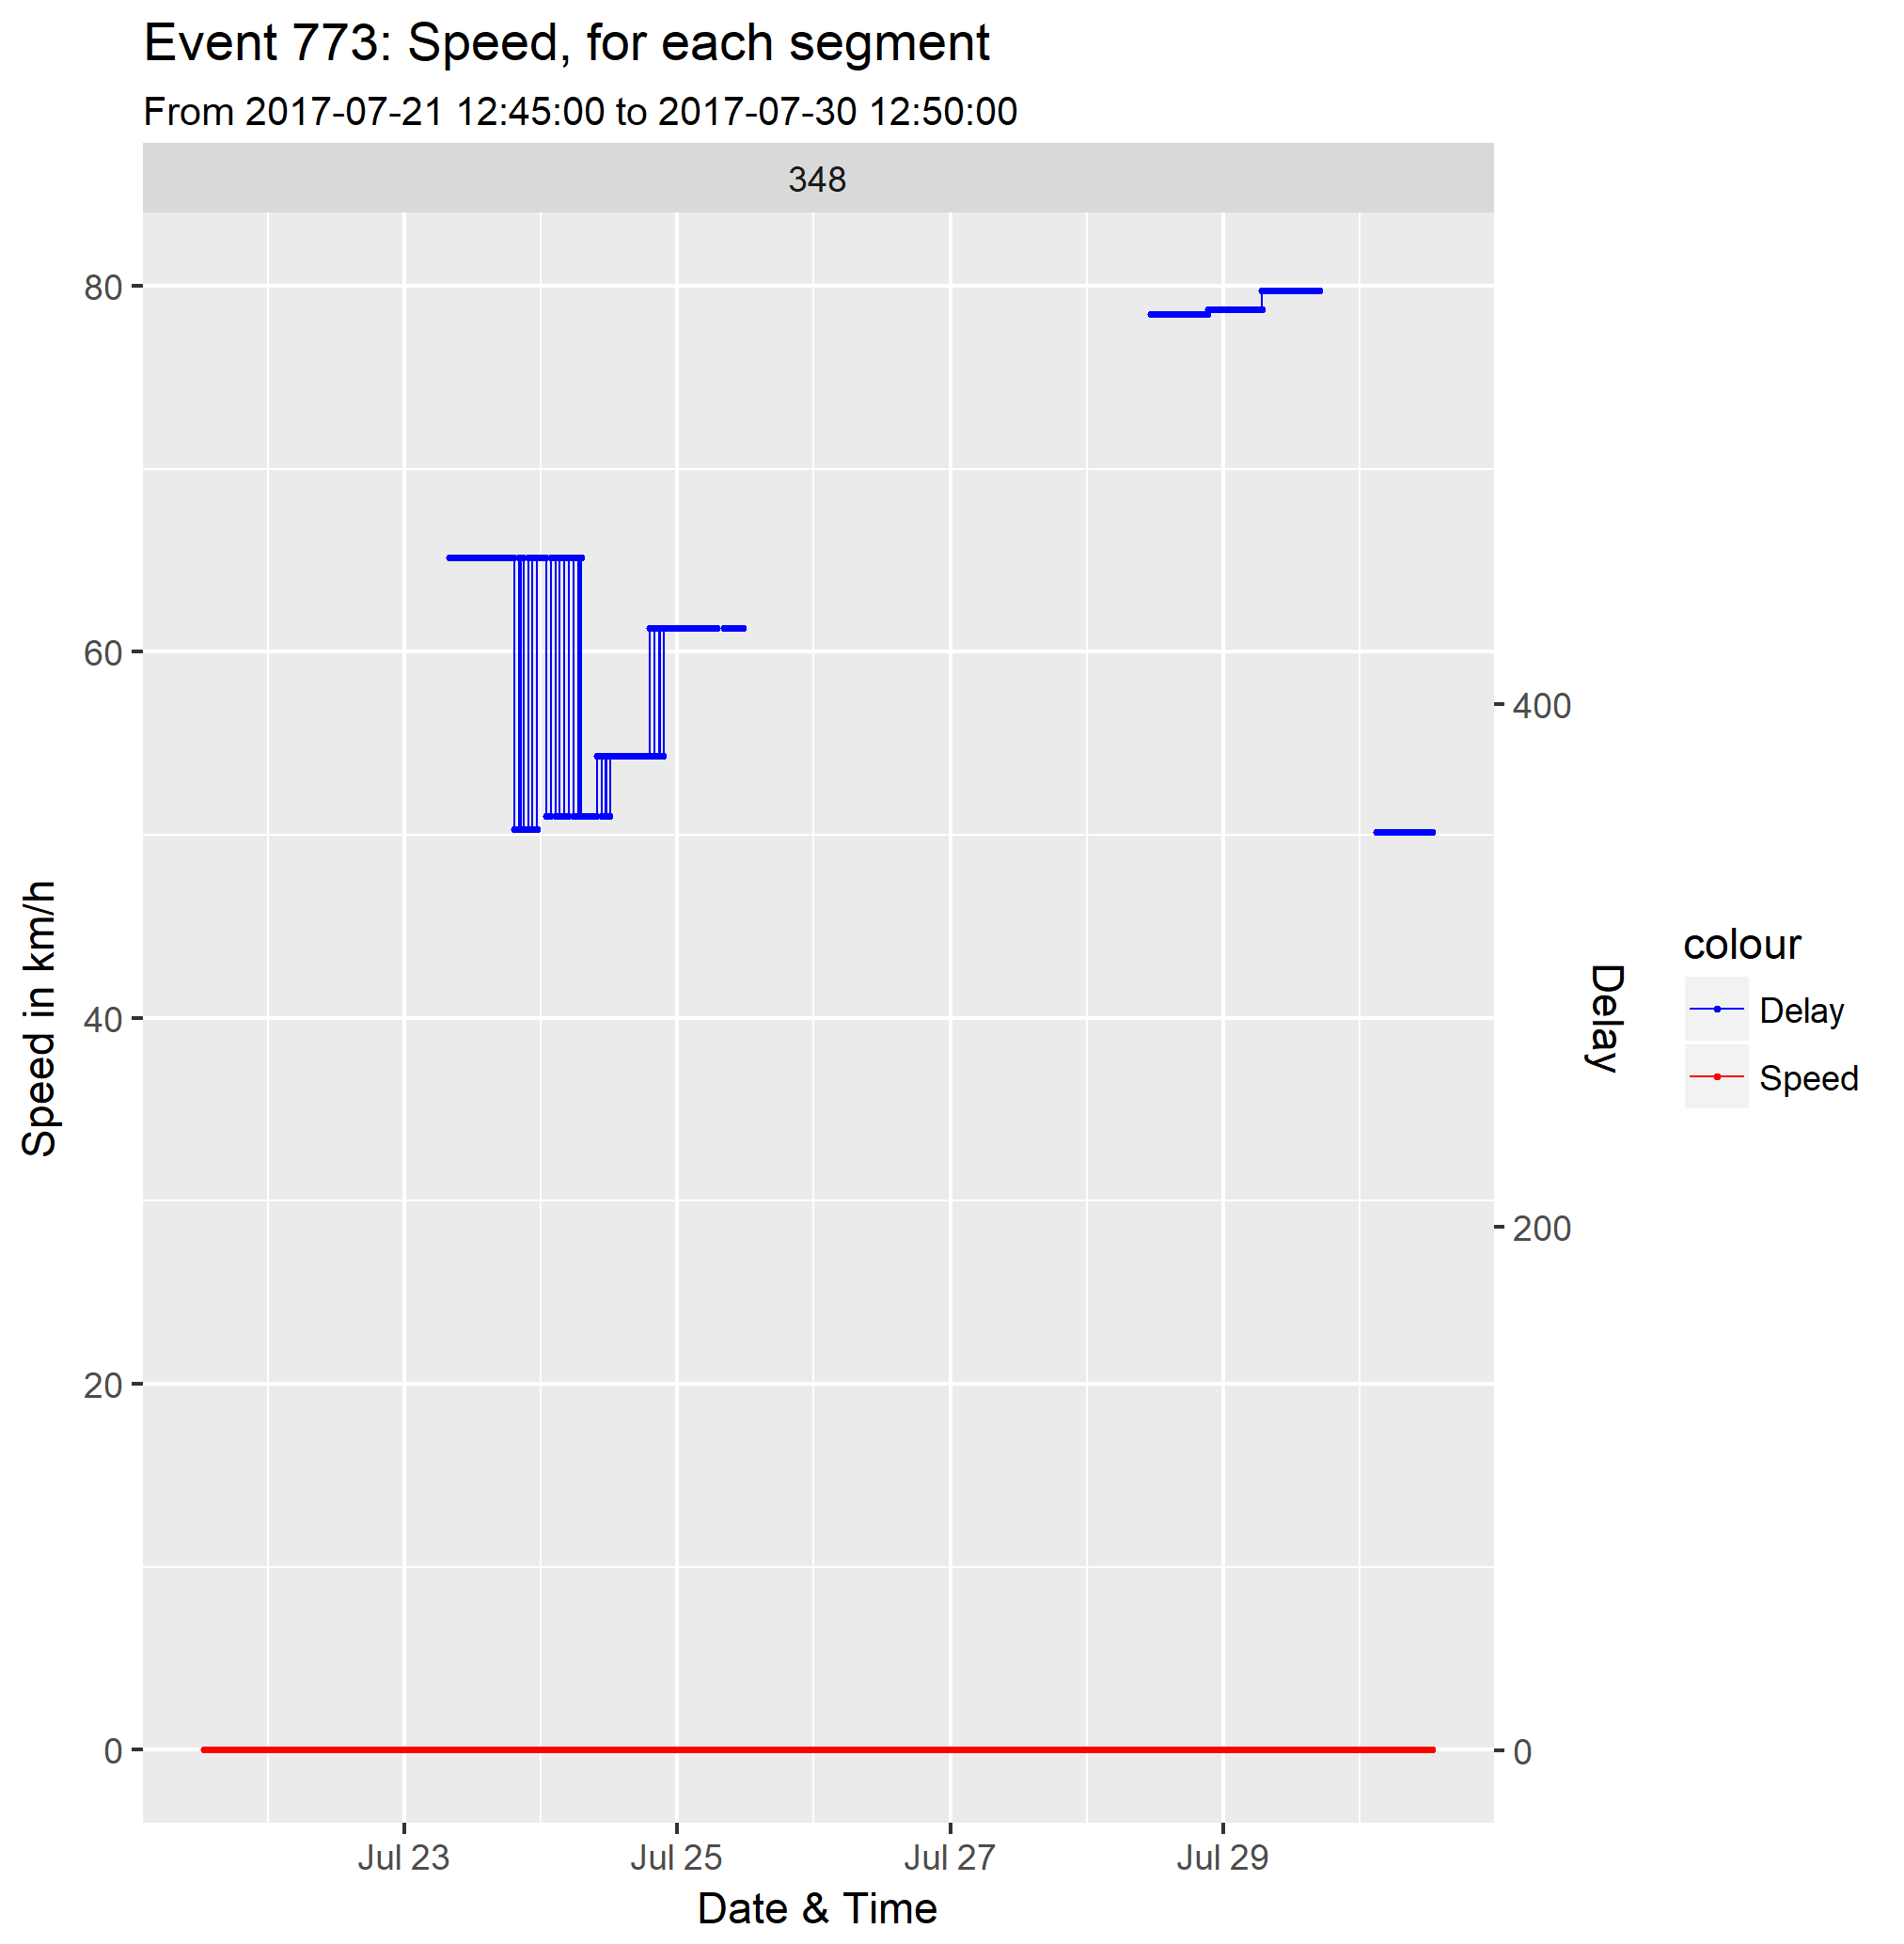 Event 773: Speed, for each segment
From 2017-07-21 12:45:00 to 2017-07-30 12:50:00
348
80
60
40
20
0
Speed in km/h
400
200
0
Delay
Jul 23
Jul 25
Jul 27
Jul 29
Date & Time
colour
Delay
Speed